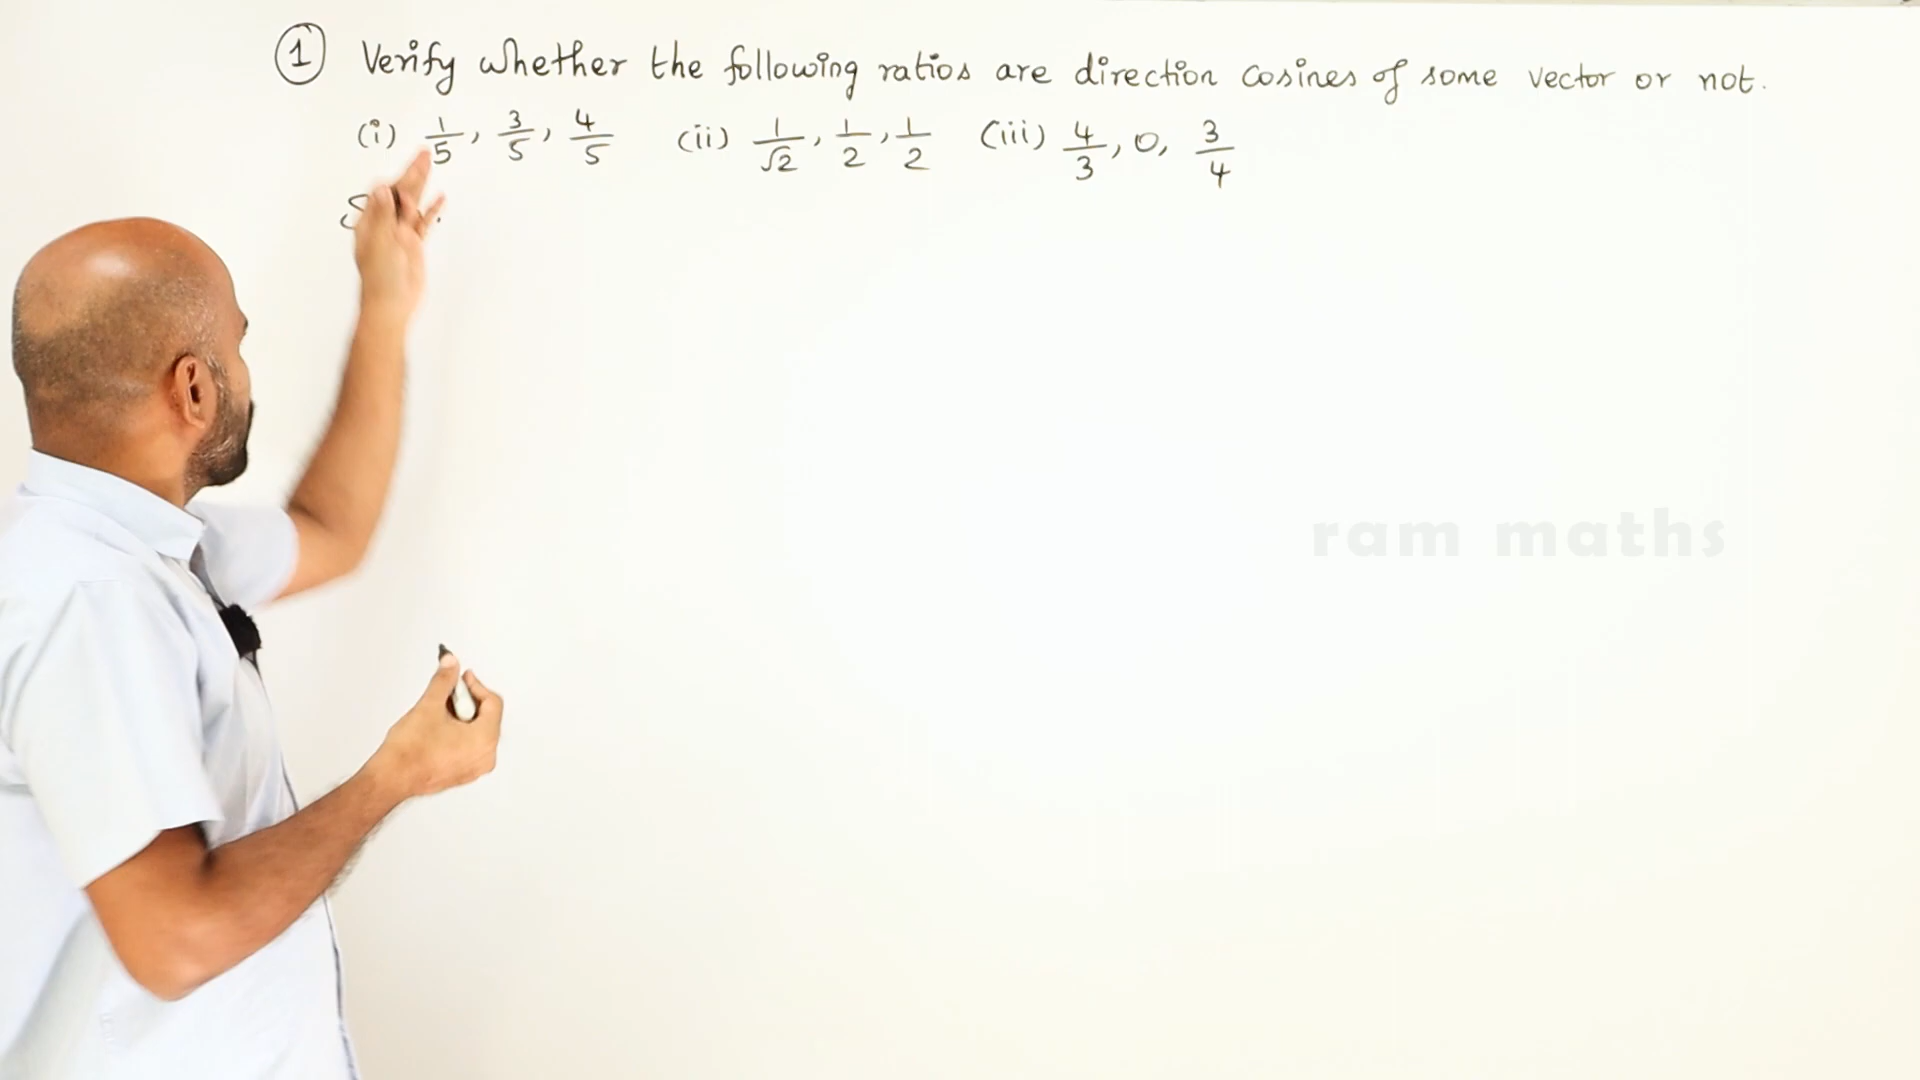 1 Verify whether the following ratios are direction cosines of some vector or not.
(i) 1/5, 3/5, 4/5 (ii) 1/√2, 1/2, 1/2 (iii) 4/3, 0, 3/4
ram maths